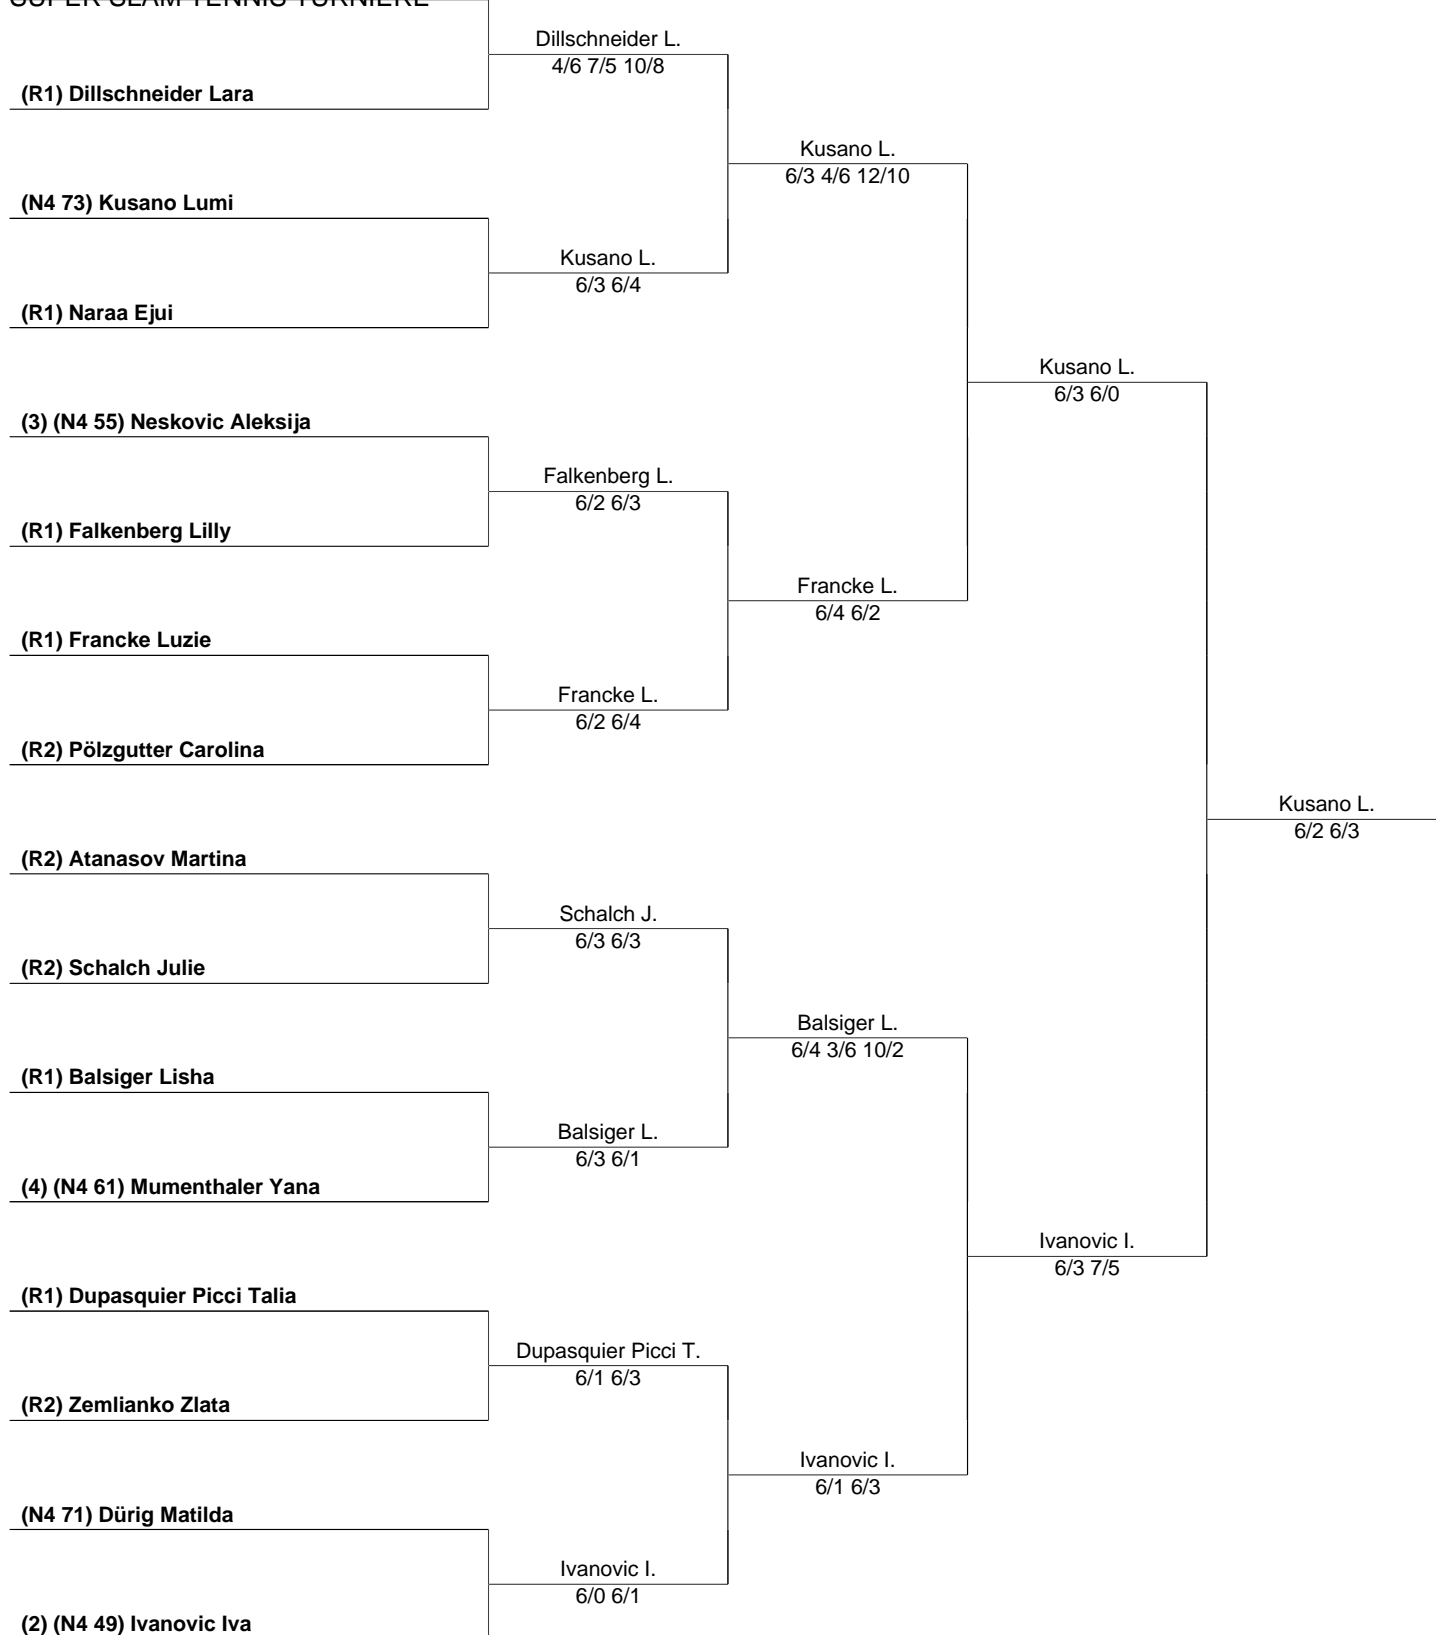 SUPER SLAM TENNIS TURNIERE
Dillschneider L.
4/6 7/5 10/8
(R1) Dillschneider Lara
Kusano L.
6/3 4/6 12/10
(N4 73) Kusano Lumi
Kusano L.
6/3 6/4
(R1) Naraa Ejui
Kusano L.
6/3 6/0
(3) (N4 55) Neskovic Aleksija
Falkenberg L.
6/2 6/3
(R1) Falkenberg Lilly
Francke L.
6/4 6/2
(R1) Francke Luzie
Francke L.
6/2 6/4
(R2) Pölzgutter Carolina
Kusano L.
6/2 6/3
(R2) Atanasov Martina
Schalch J.
6/3 6/3
(R2) Schalch Julie
Balsiger L.
6/4 3/6 10/2
(R1) Balsiger Lisha
Balsiger L.
6/3 6/1
(4) (N4 61) Mumenthaler Yana
Ivanovic I.
6/3 7/5
(R1) Dupasquier Picci Talia
Dupasquier Picci T.
6/1 6/3
(R2) Zemlianko Zlata
Ivanovic I.
6/1 6/3
(N4 71) Dürig Matilda
Ivanovic I.
6/0 6/1
(2) (N4 49) Ivanovic Iva